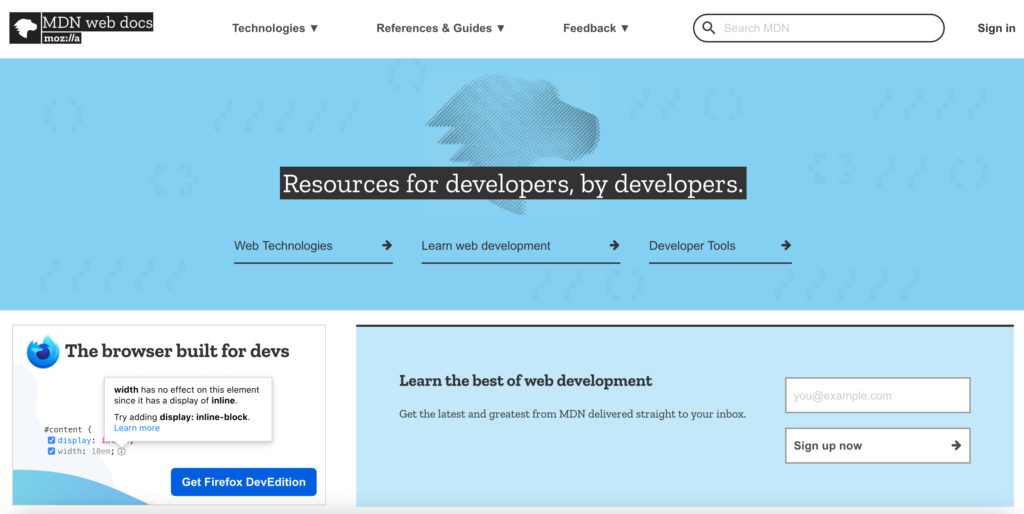 MDN web docs
moz://a
Technologies ▼
References & Guides ▼
Feedback ▼
Search MDN
Sign in
Resources for developers, by developers.
Web Technologies
Learn web development
Developer Tools
The browser built for devs
width has no effect on this element
since it has a display of inline.
Try adding display: inline-block.
Learn more
#content {
display: in
width: 10em;
Get Firefox DevEdition
Learn the best of web development
Get the latest and greatest from MDN delivered straight to your inbox.
you@example.com
Sign up now